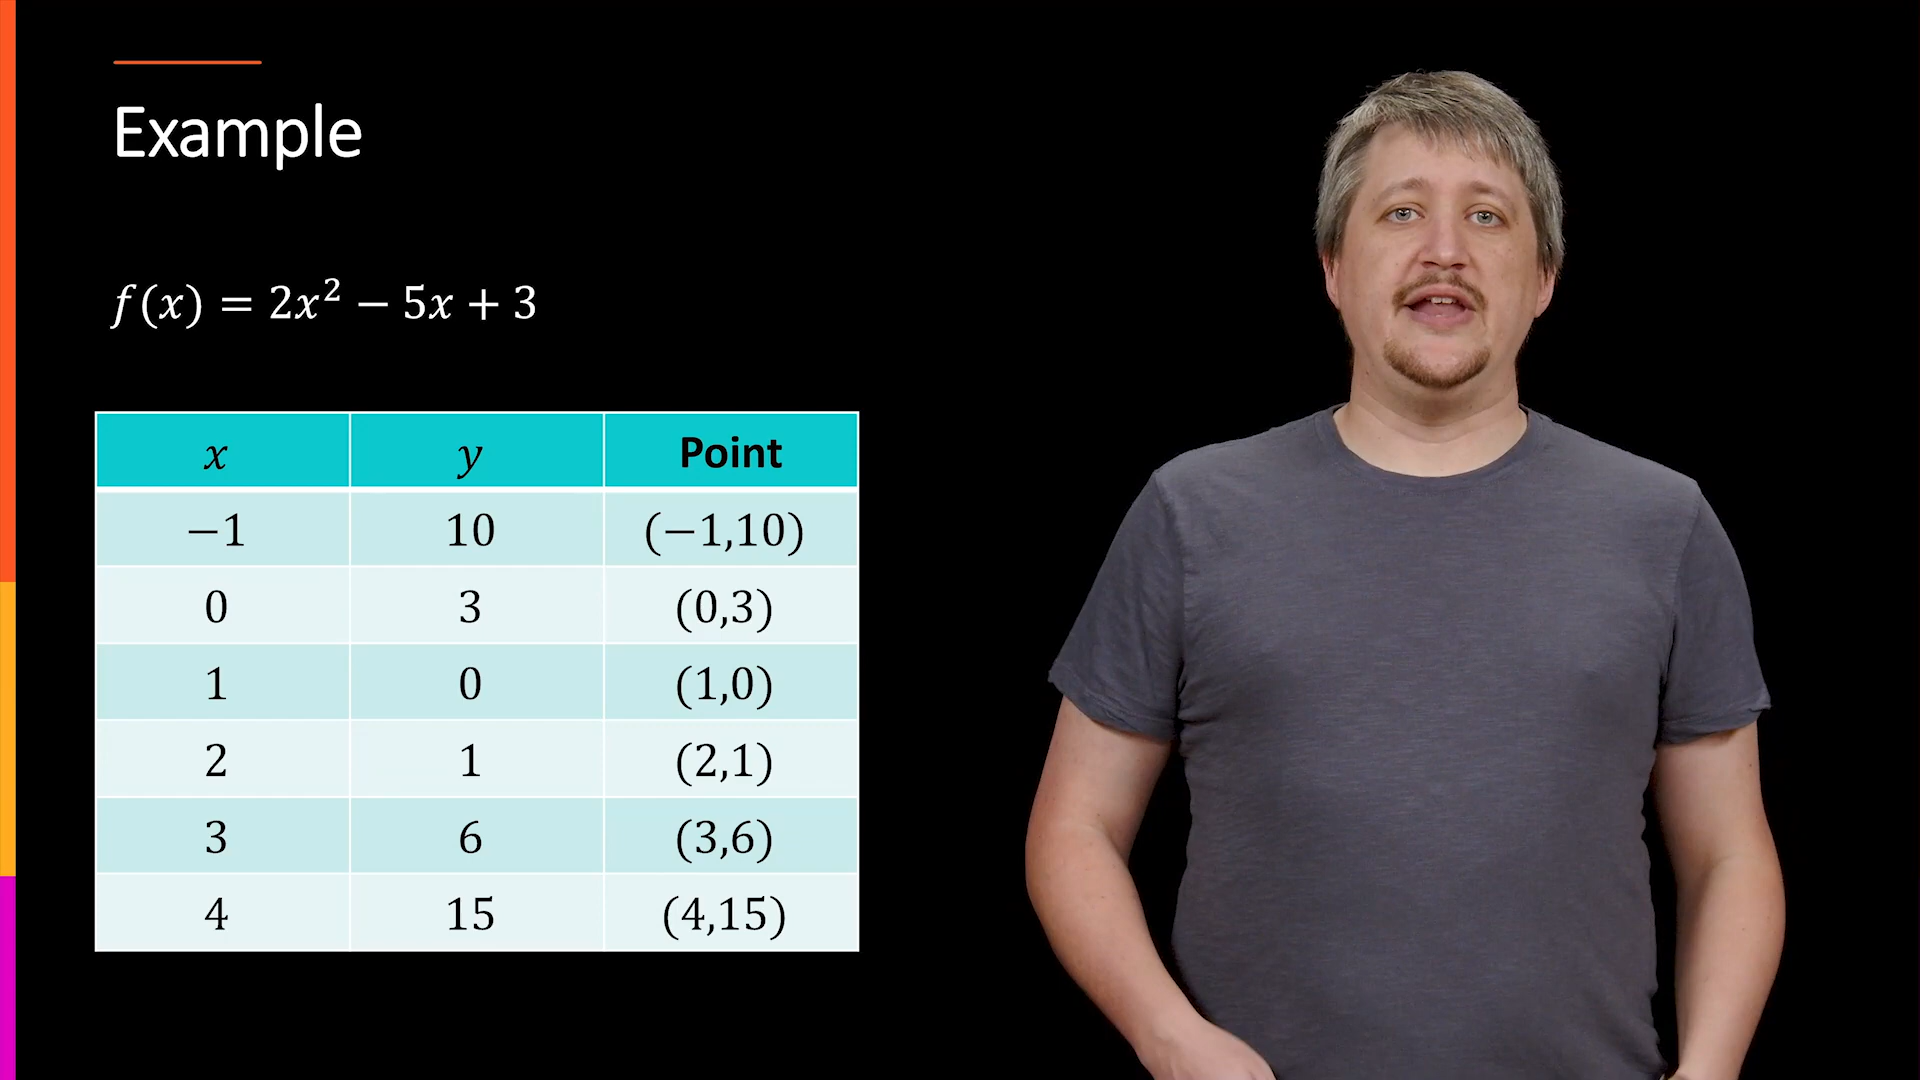 Example
f(x) = 2x² − 5x + 3
x y Point
−1 10 (−1,10)
0 3 (0,3)
1 0 (1,0)
2 1 (2,1)
3 6 (3,6)
4 15 (4,15)